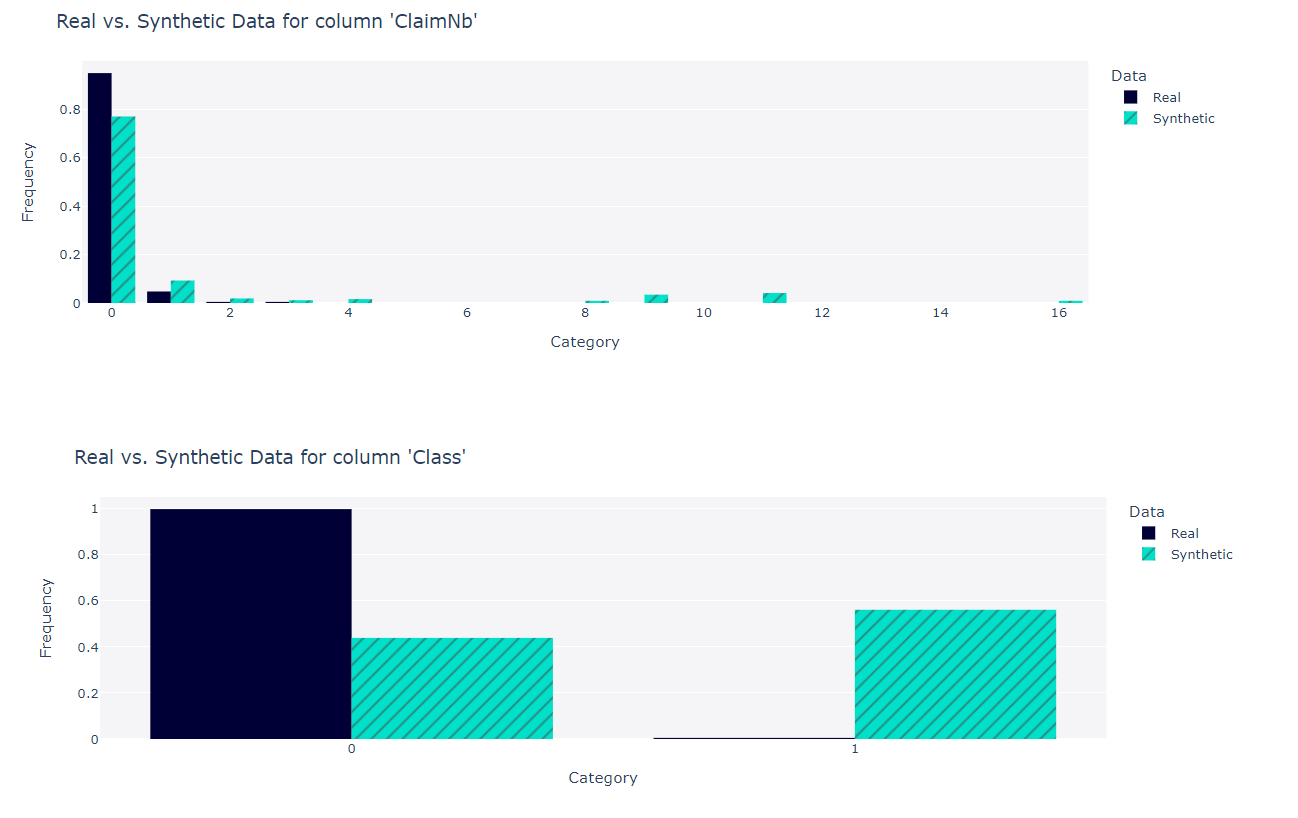 Real vs. Synthetic Data for column 'ClaimNb'
Data
Real
Synthetic
Frequency
0.8
0.6
0.4
0.2
0
0 2 4 6 8 10 12 14 16
Category
Real vs. Synthetic Data for column 'Class'
Data
Real
Synthetic
Frequency
1
0.8
0.6
0.4
0.2
0
0 1
Category